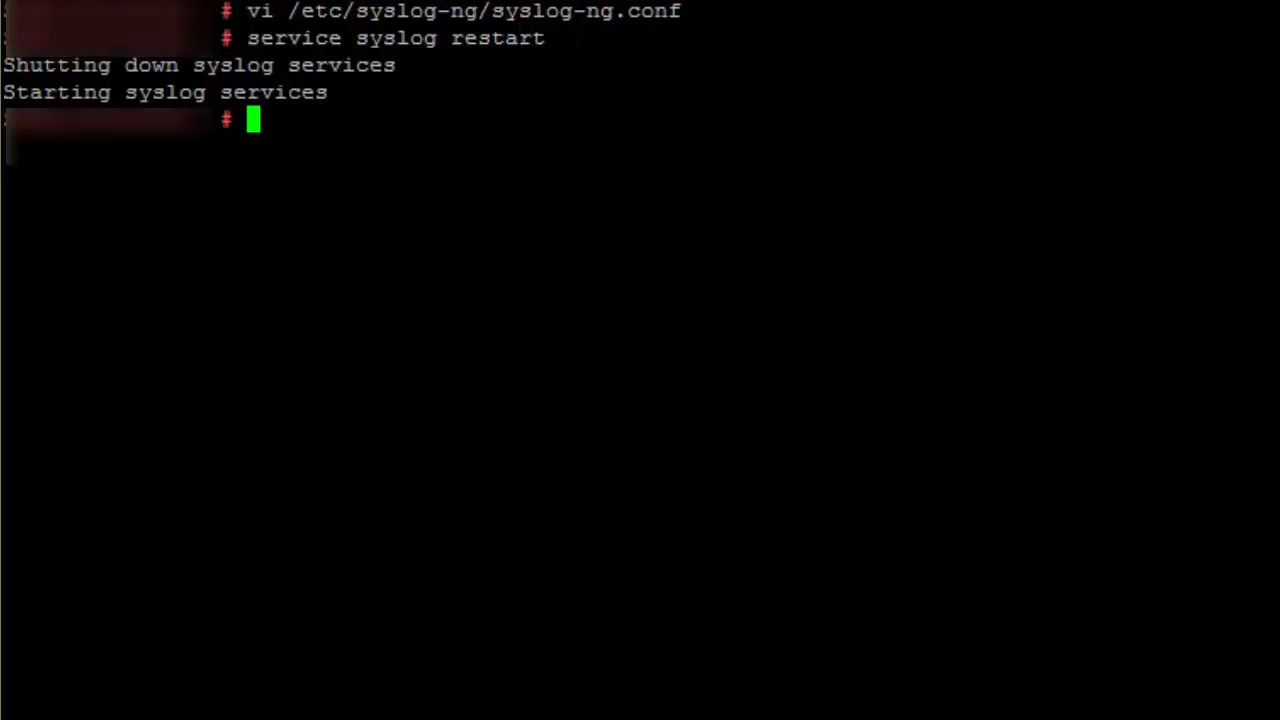 # vi /etc/syslog-ng/syslog-ng.conf
# service syslog restart
Shutting down syslog services
Starting syslog services
#